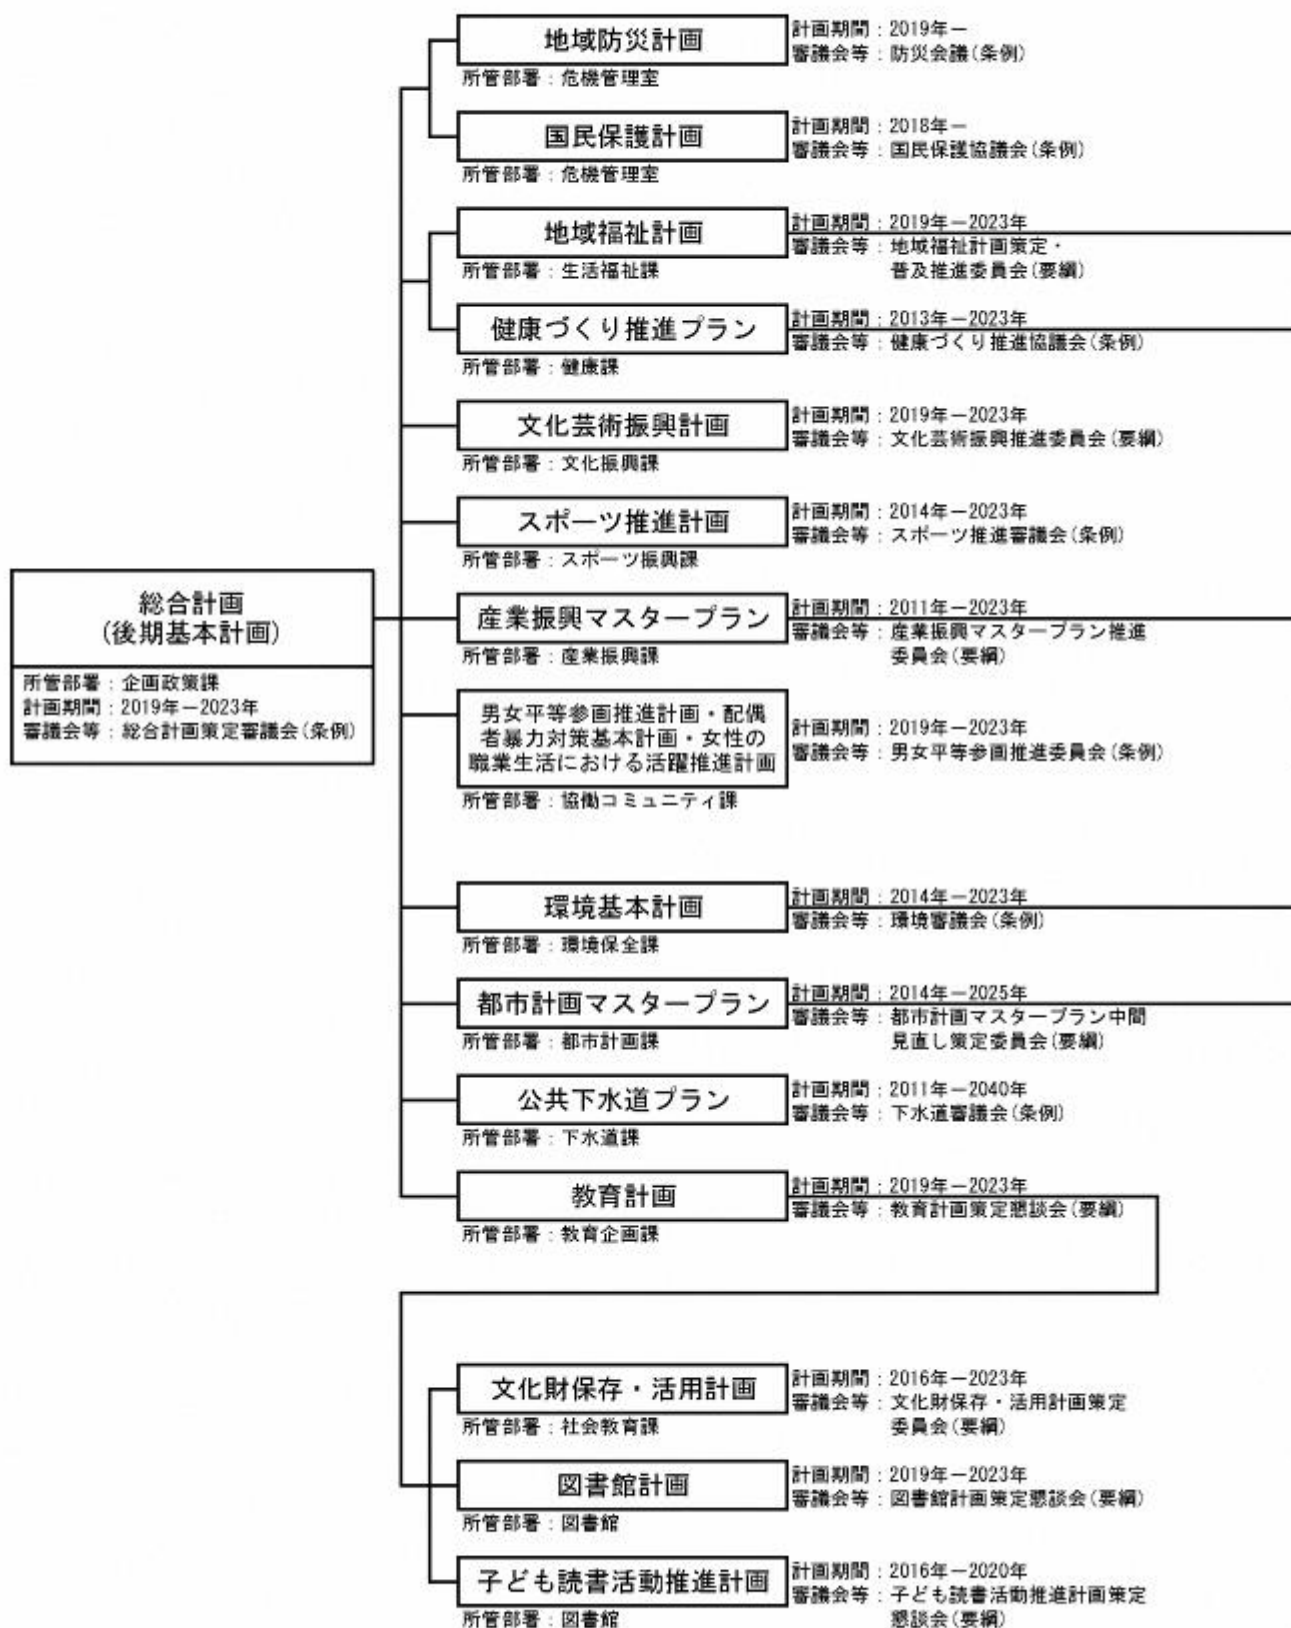 地域防災計画
計画期間：2019年－
審議会等：防災会議(条例)
所管部署：危機管理室
国民保護計画
計画期間：2018年－
審議会等：国民保護協議会(条例)
所管部署：危機管理室
地域福祉計画
計画期間：2019年－2023年
審議会等：地域福祉計画策定・
普及推進委員会(要綱)
所管部署：生活福祉課
健康づくり推進プラン
計画期間：2013年－2023年
審議会等：健康づくり推進協議会(条例)
所管部署：健康課
文化芸術振興計画
計画期間：2019年－2023年
審議会等：文化芸術振興推進委員会(要綱)
所管部署：文化振興課
スポーツ推進計画
計画期間：2014年－2023年
審議会等：スポーツ推進審議会(条例)
所管部署：スポーツ振興課
総合計画
(後期基本計画)
所管部署：企画政策課
計画期間：2019年－2023年
審議会等：総合計画策定審議会(条例)
産業振興マスタープラン
計画期間：2011年－2023年
審議会等：産業振興マスタープラン推進
委員会(要綱)
所管部署：産業振興課
男女平等参画推進計画・配偶
者暴力対策基本計画・女性の
職業生活における活躍推進計画
計画期間：2019年－2023年
審議会等：男女平等参画推進委員会(条例)
所管部署：協働コミュニティ課
環境基本計画
計画期間：2014年－2023年
審議会等：環境審議会(条例)
所管部署：環境保全課
都市計画マスタープラン
計画期間：2014年－2025年
審議会等：都市計画マスタープラン中間
見直し策定委員会(要綱)
所管部署：都市計画課
公共下水道プラン
計画期間：2011年－2040年
審議会等：下水道審議会(条例)
所管部署：下水道課
教育計画
計画期間：2019年－2023年
審議会等：教育計画策定懇談会(要綱)
所管部署：教育企画課
文化財保存・活用計画
計画期間：2016年－2023年
審議会等：文化財保存・活用計画策定
委員会(要綱)
所管部署：社会教育課
図書館計画
計画期間：2019年－2023年
審議会等：図書館計画策定懇談会(要綱)
所管部署：図書館
子ども読書活動推進計画
計画期間：2016年－2020年
審議会等：子ども読書活動推進計画策定
懇談会(要綱)
所管部署：図書館